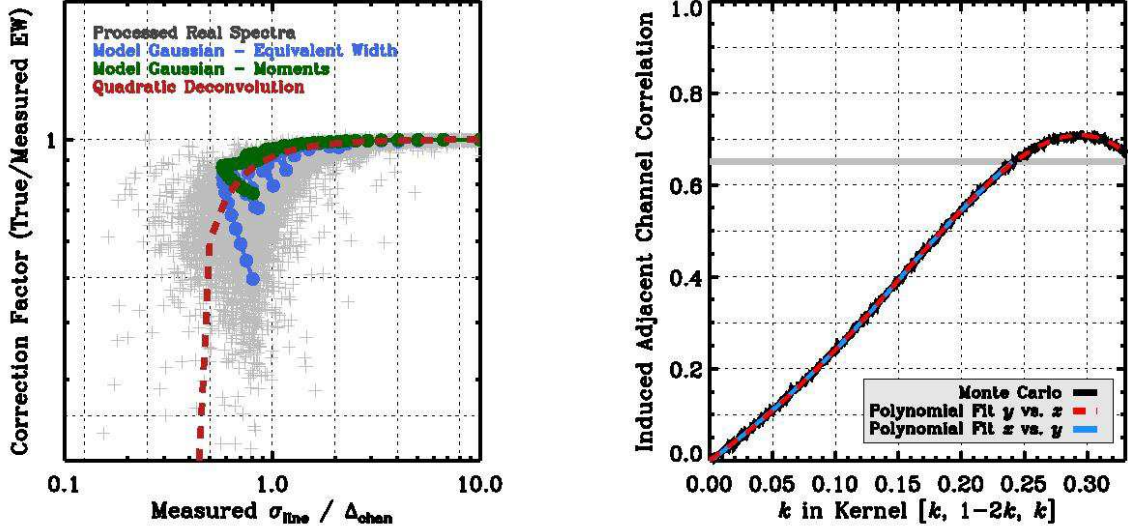 Processed Real Spectra
Model Gaussian - Equivalent Width
Model Gaussian - Moments
Quadratic Deconvolution
Correction Factor (True/Measured EW)
1
0.1 1.0 10.0
Measured σline / Δchan
Induced Adjacent Channel Correlation
1.0
0.8
0.6
0.4
0.2
0.0
Monte Carlo
Polynomial Fit y vs. x
Polynomial Fit x vs. y
0.00 0.05 0.10 0.15 0.20 0.25 0.30
k in Kernel [k, 1-2k, k]